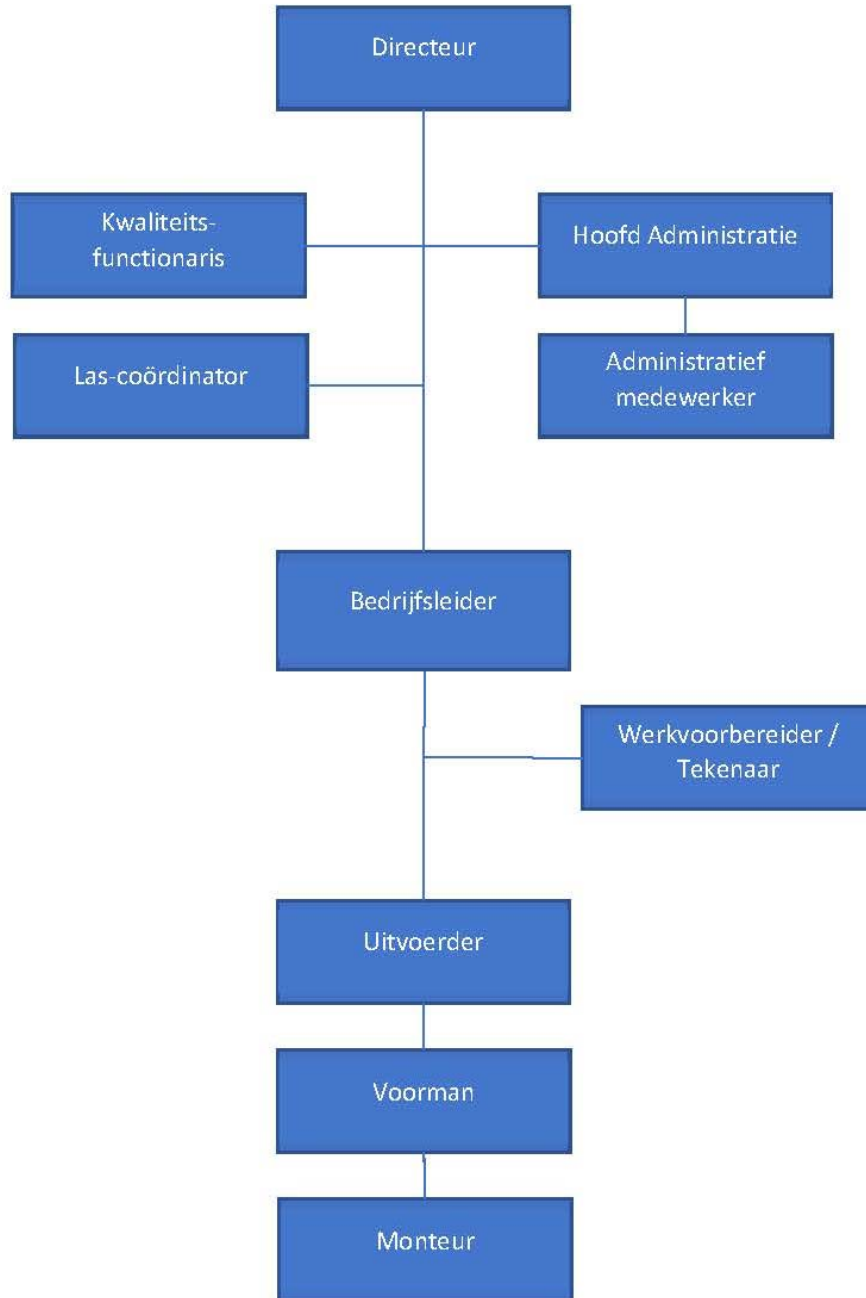 Directeur
Kwaliteits-
functionaris
Hoofd Administratie
Las-coördinator
Administratief
medewerker
Bedrijfsleider
Werkvoorbereider /
Tekenaar
Uitvoerder
Voorman
Monteur